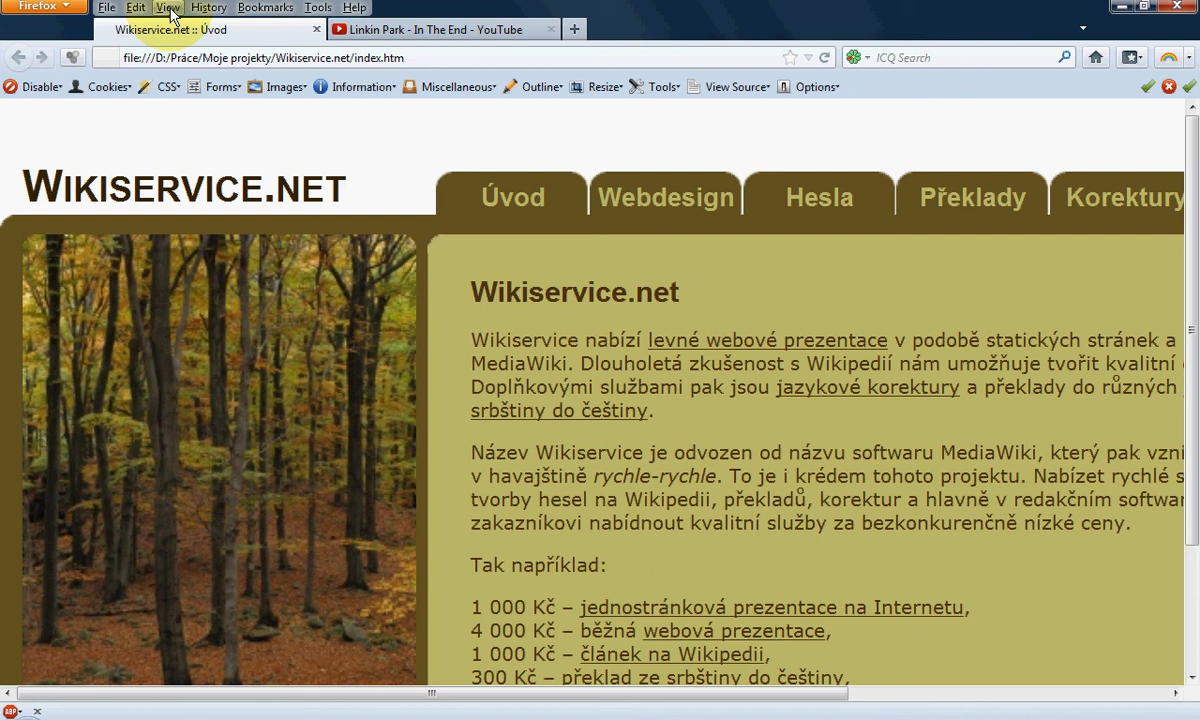 Firefox File Edit View History Bookmarks Tools Help
Wikiservice.net :: Úvod Linkin Park - In The End - YouTube
file:///D:/Práce/Moje projekty/Wikiservice.net/index.htm ICQ Search
Disable Cookies CSS Forms Images Information Miscellaneous Outline Resize Tools View Source Options
WIKISERVICE.NET
Úvod Webdesign Hesla Překlady Korektury
Wikiservice.net
Wikiservice nabízí levné webové prezentace v podobě statických stránek a
MediaWiki. Dlouholetá zkušenost s Wikipedií nám umožňuje tvořit kvalitní
Doplňkovými službami pak jsou jazykové korektury a překlady do různých
srbštiny do češtiny.
Název Wikiservice je odvozen od názvu softwaru MediaWiki, který pak vzni
v havajštině rychle-rychle. To je i krédem tohoto projektu. Nabízet rychlé s
tvorby hesel na Wikipedii, překladů, korektur a hlavně v redakčním softwar
zakazníkovi nabídnout kvalitní služby za bezkonkurenčně nízké ceny.
Tak například:
1 000 Kč – jednostránková prezentace na Internetu,
4 000 Kč – běžná webová prezentace,
1 000 Kč – článek na Wikipedii,
300 Kč – překlad ze srbštiny do češtiny,
ABP